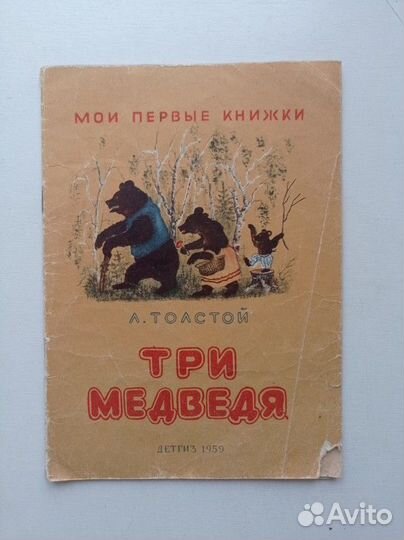 МОИ ПЕРВЫЕ КНИЖКИ
Л. ТОЛСТОЙ
ТРИ
МЕДВЕДЯ
ДЕТГИЗ 1959
Avito